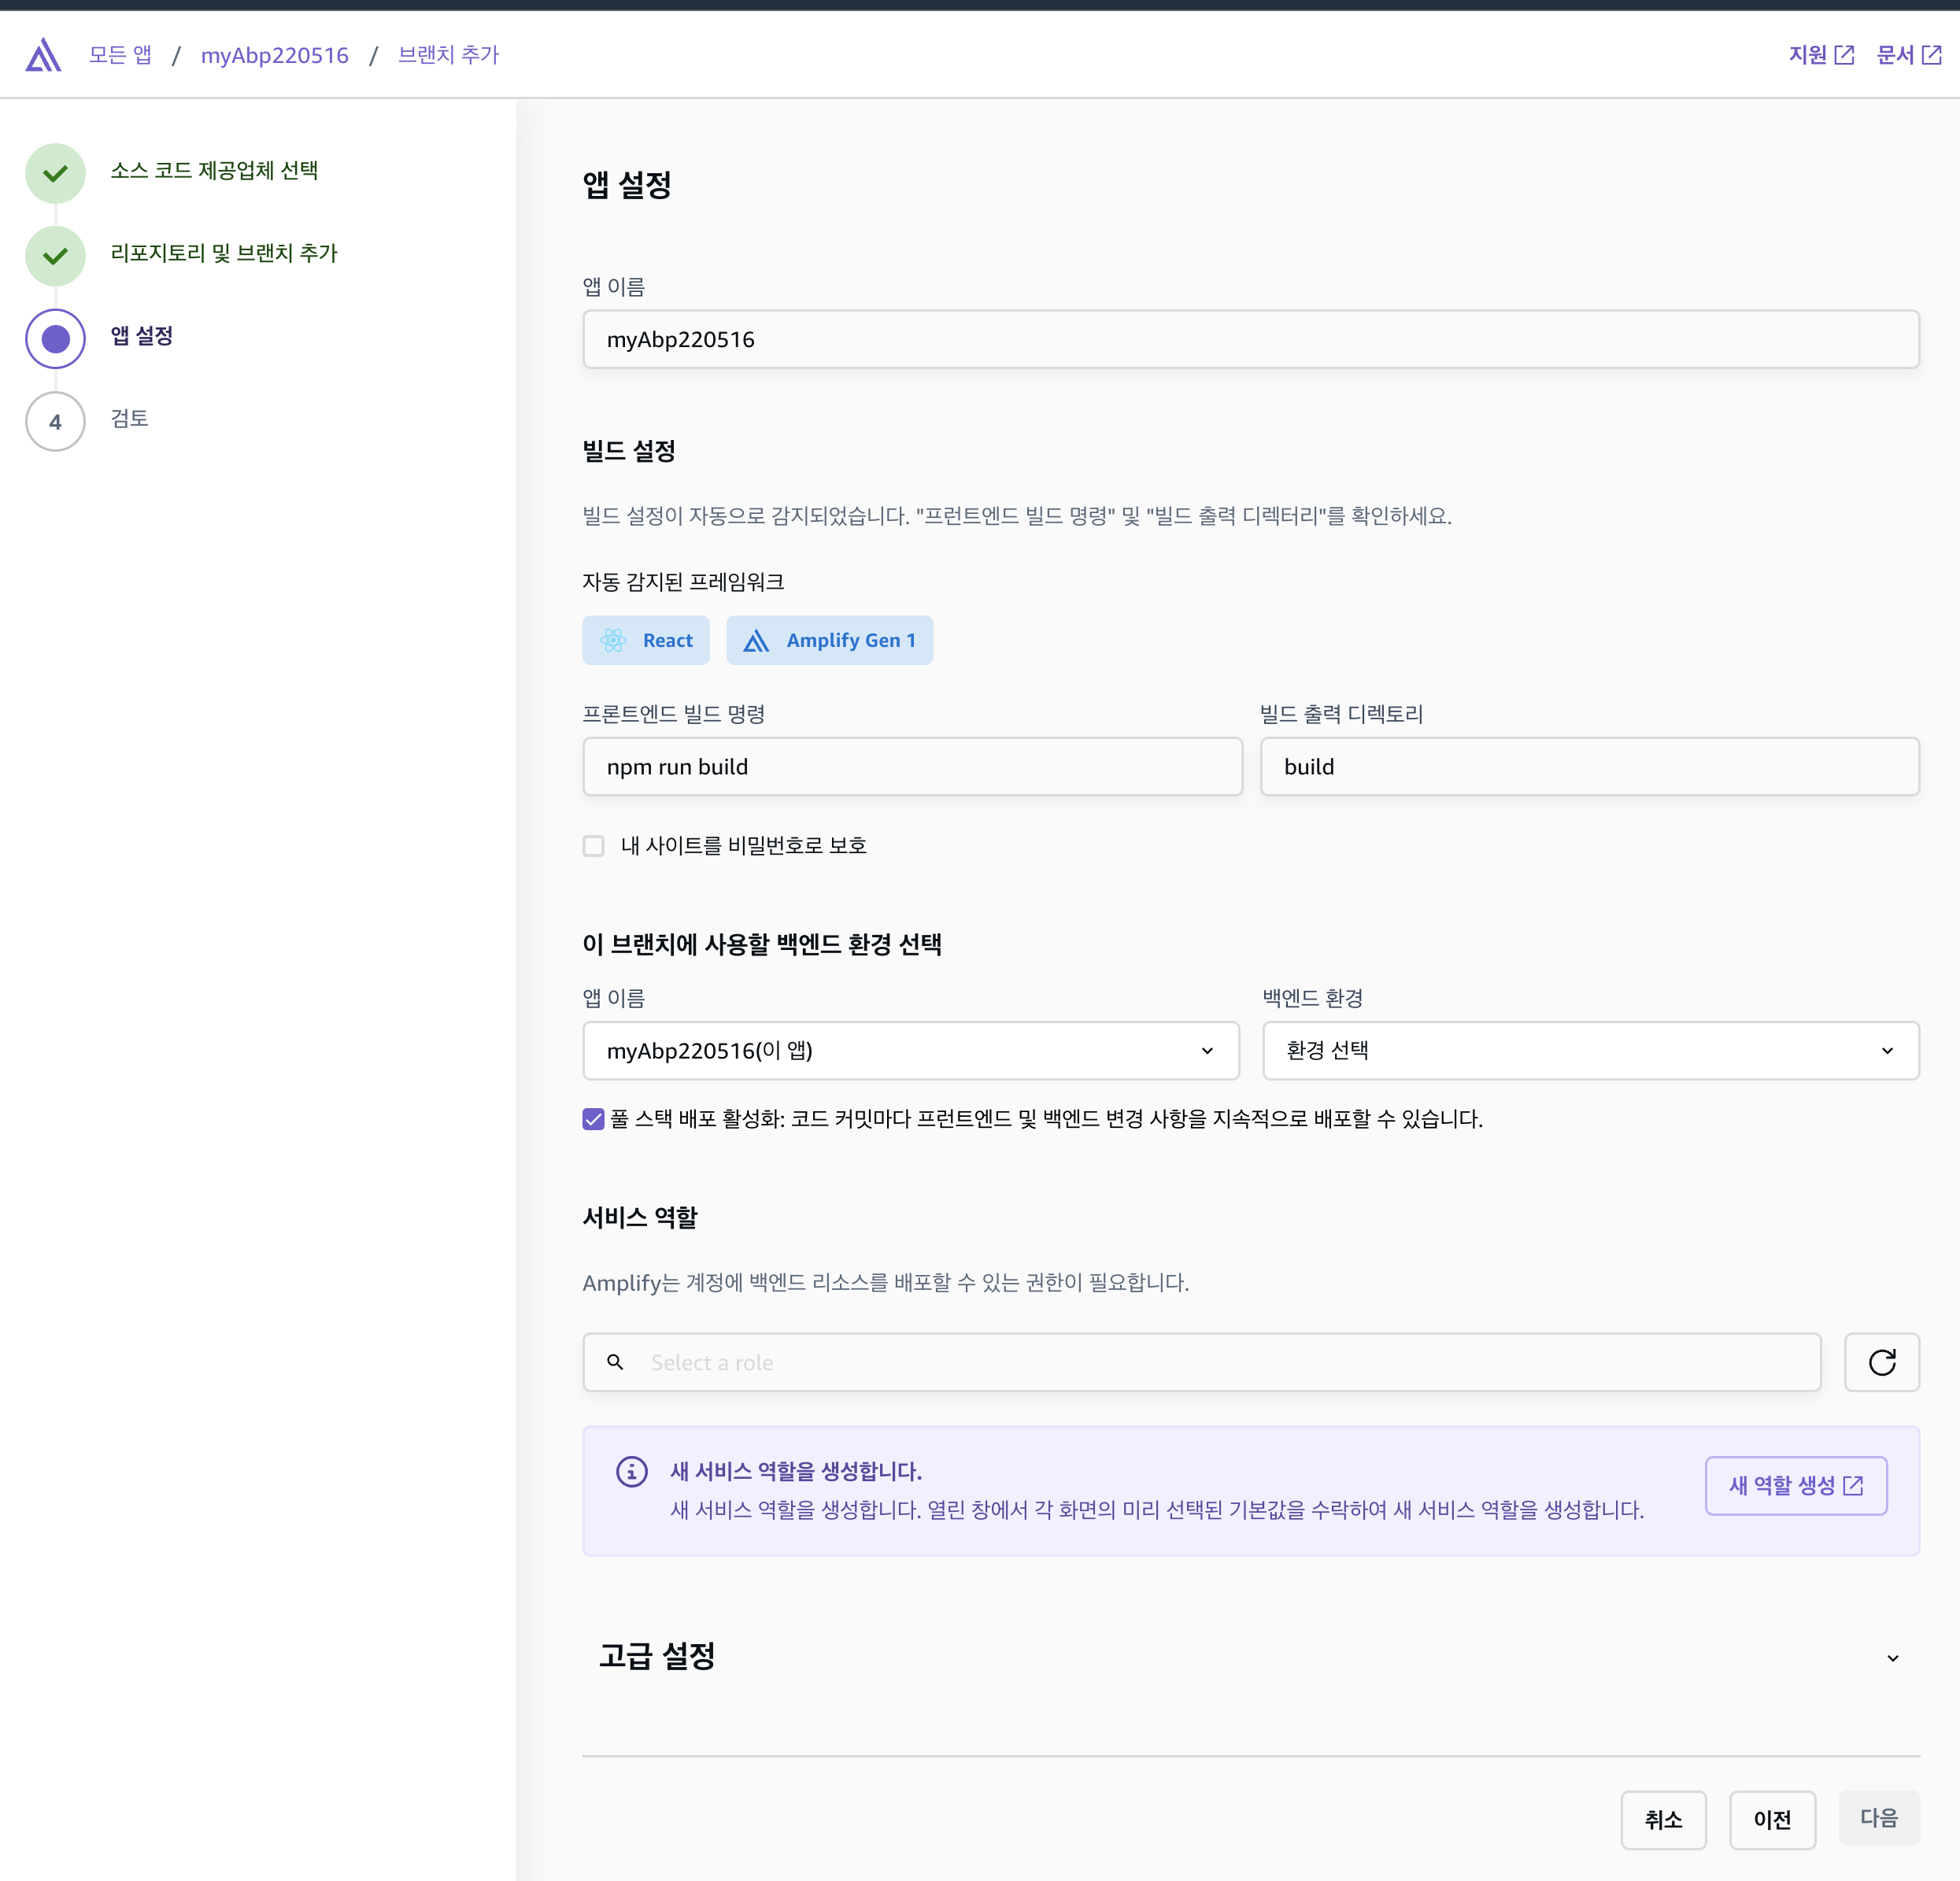 모든 앱 / myAbp220516 / 브랜치 추가
지원 문서
소스 코드 제공업체 선택
리포지토리 및 브랜치 추가
앱 설정
4 검토
앱 설정
앱 이름
myAbp220516
빌드 설정
빌드 설정이 자동으로 감지되었습니다. "프런트엔드 빌드 명령" 및 "빌드 출력 디렉터리"를 확인하세요.
자동 감지된 프레임워크
React Amplify Gen 1
프론트엔드 빌드 명령 빌드 출력 디렉토리
npm run build build
내 사이트를 비밀번호로 보호
이 브랜치에 사용할 백엔드 환경 선택
앱 이름 백엔드 환경
myAbp220516(이 앱) 환경 선택
풀 스택 배포 활성화: 코드 커밋마다 프런트엔드 및 백엔드 변경 사항을 지속적으로 배포할 수 있습니다.
서비스 역할
Amplify는 계정에 백엔드 리소스를 배포할 수 있는 권한이 필요합니다.
Select a role
새 서비스 역할을 생성합니다.
새 서비스 역할을 생성합니다. 열린 창에서 각 화면의 미리 선택된 기본값을 수락하여 새 서비스 역할을 생성합니다.
새 역할 생성
고급 설정
취소 이전 다음